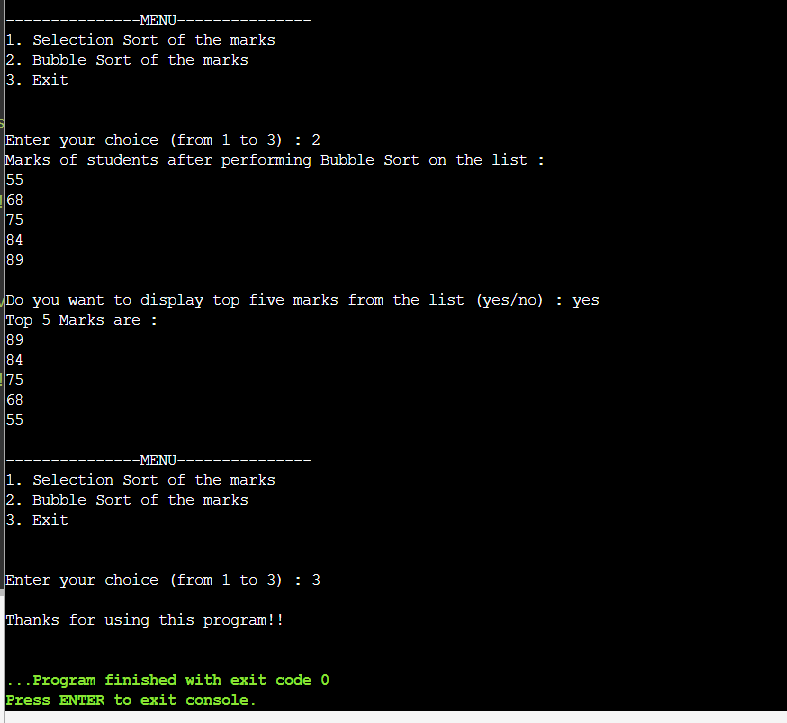 ---------------MENU---------------
1. Selection Sort of the marks
2. Bubble Sort of the marks
3. Exit
Enter your choice (from 1 to 3) : 2
Marks of students after performing Bubble Sort on the list :
55
68
75
84
89
Do you want to display top five marks from the list (yes/no) : yes
Top 5 Marks are :
89
84
75
68
55
---------------MENU---------------
1. Selection Sort of the marks
2. Bubble Sort of the marks
3. Exit
Enter your choice (from 1 to 3) : 3
Thanks for using this program!!
...Program finished with exit code 0
Press ENTER to exit console.